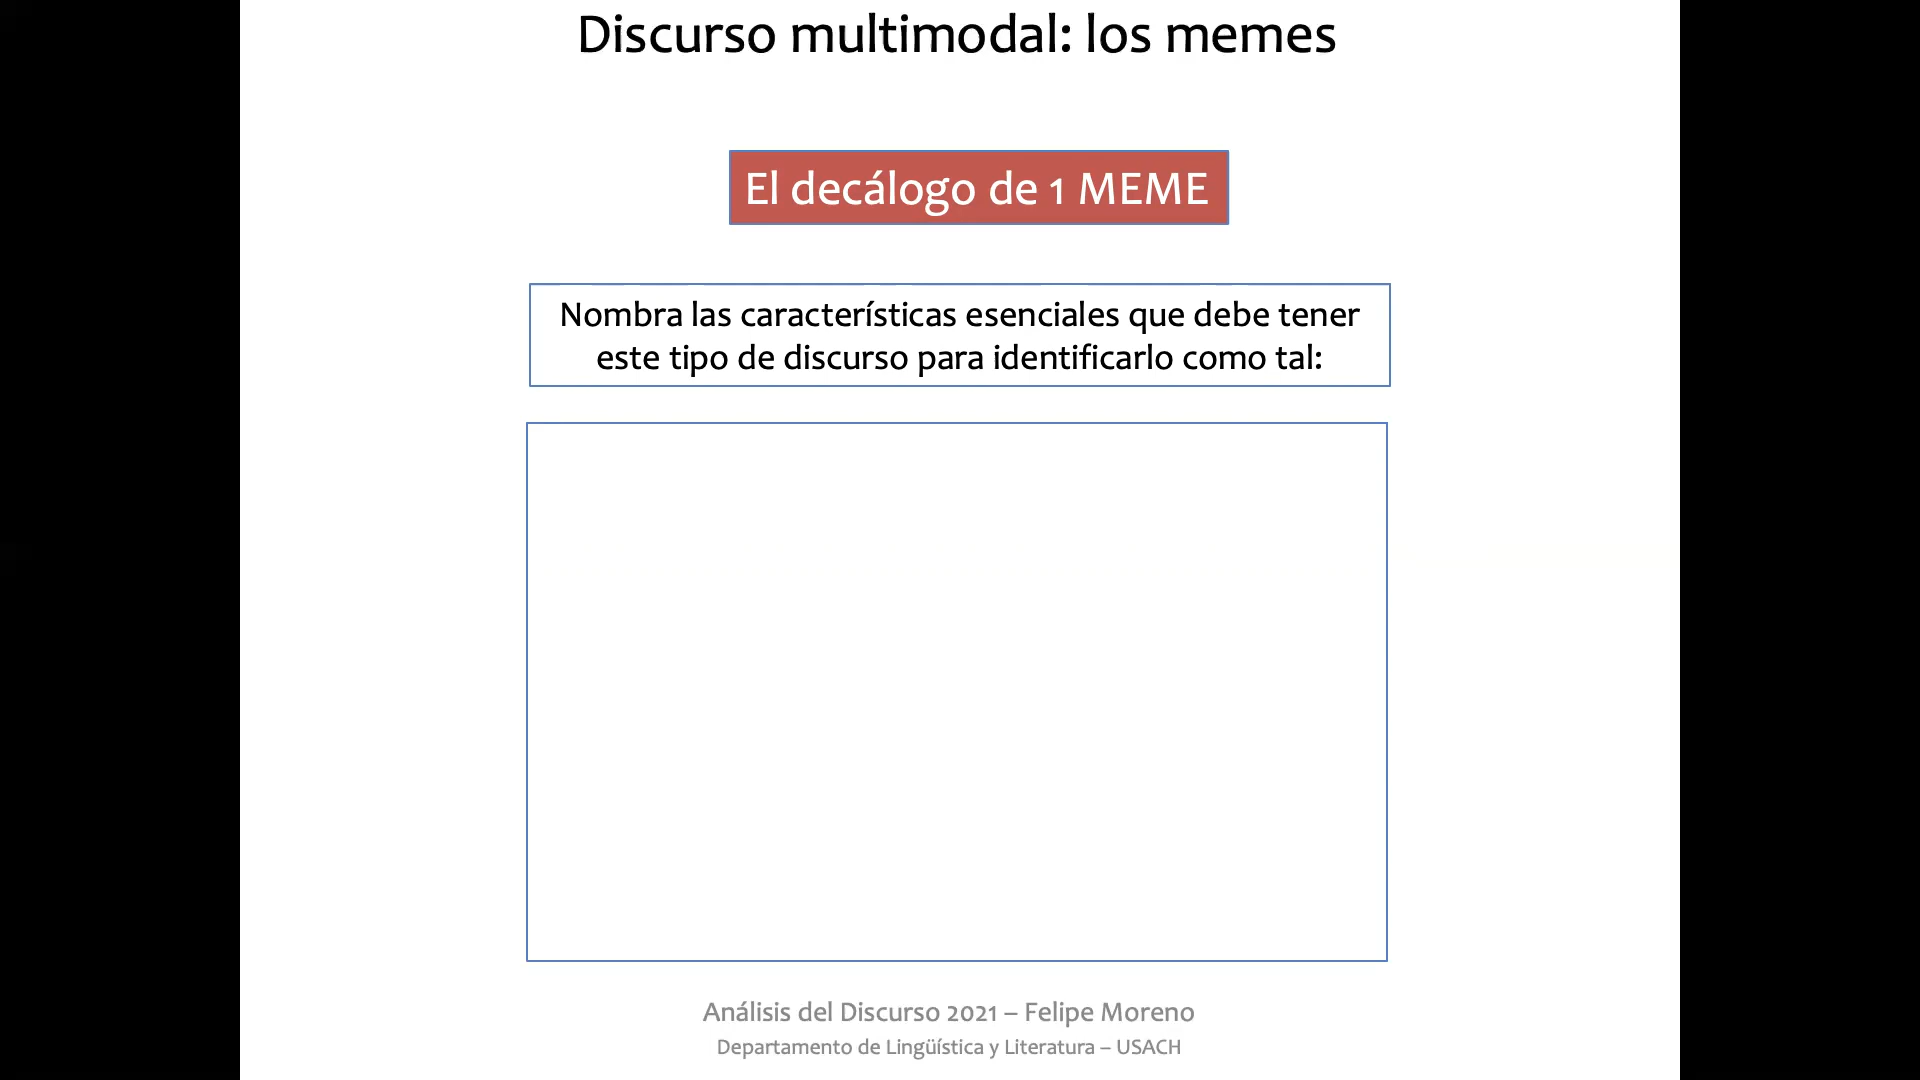 Discurso multimodal: los memes
El decálogo de 1 MEME
Nombra las características esenciales que debe tener
este tipo de discurso para identificarlo como tal:
Análisis del Discurso 2021 – Felipe Moreno
Departamento de Lingüística y Literatura – USACH